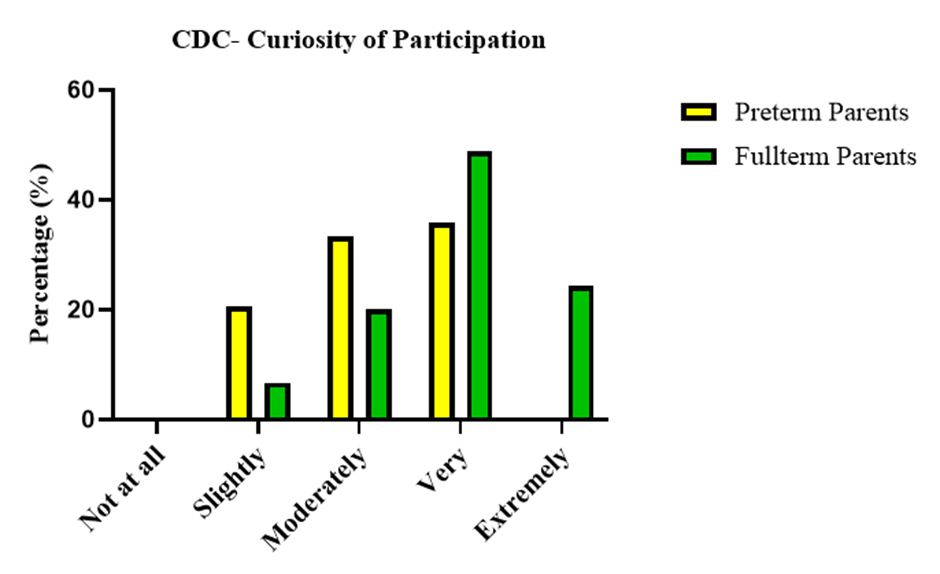 CDC- Curiosity of Participation
Preterm Parents
Fullterm Parents
Percentage (%)
60
40
20
0
Not at all
Slightly
Moderately
Very
Extremely